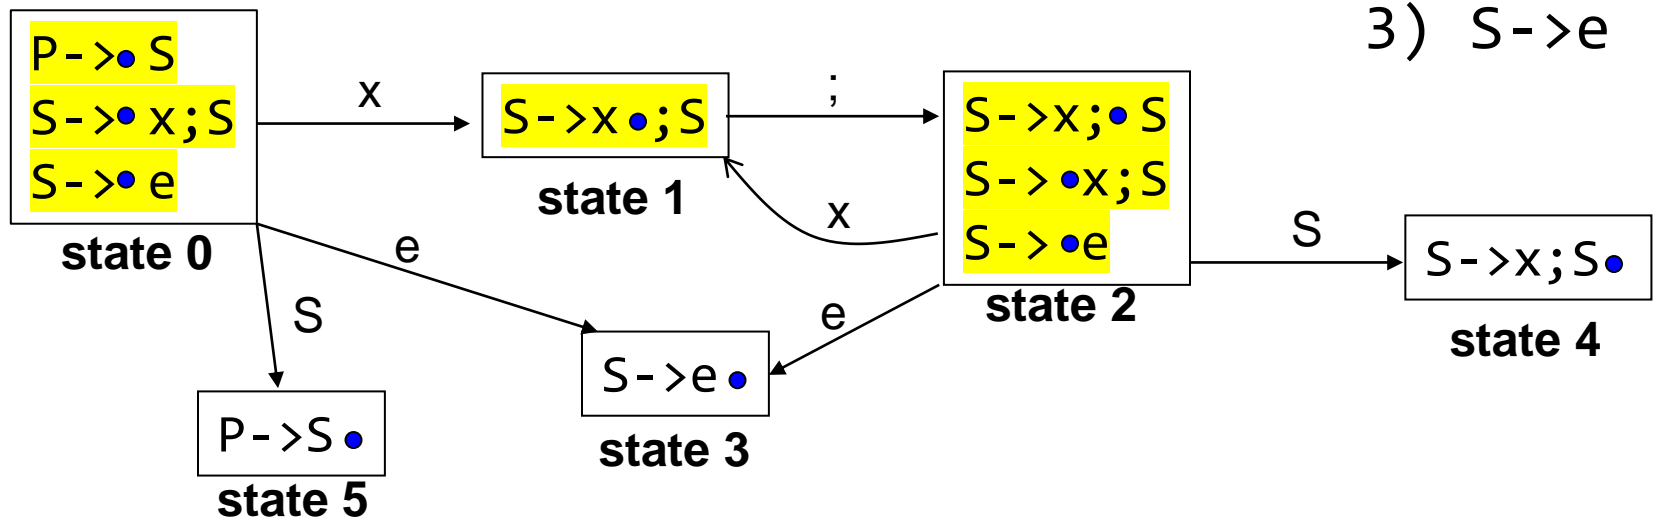 3) S->e
P->• S
S->• x;S
S->• e
state 0
x
S->x •;S
state 1
;
S->x;• S
S-> •x;S
S-> •e
state 2
x
e
S
e
S
S->x;S•
state 4
S->e •
state 3
P->S •
state 5